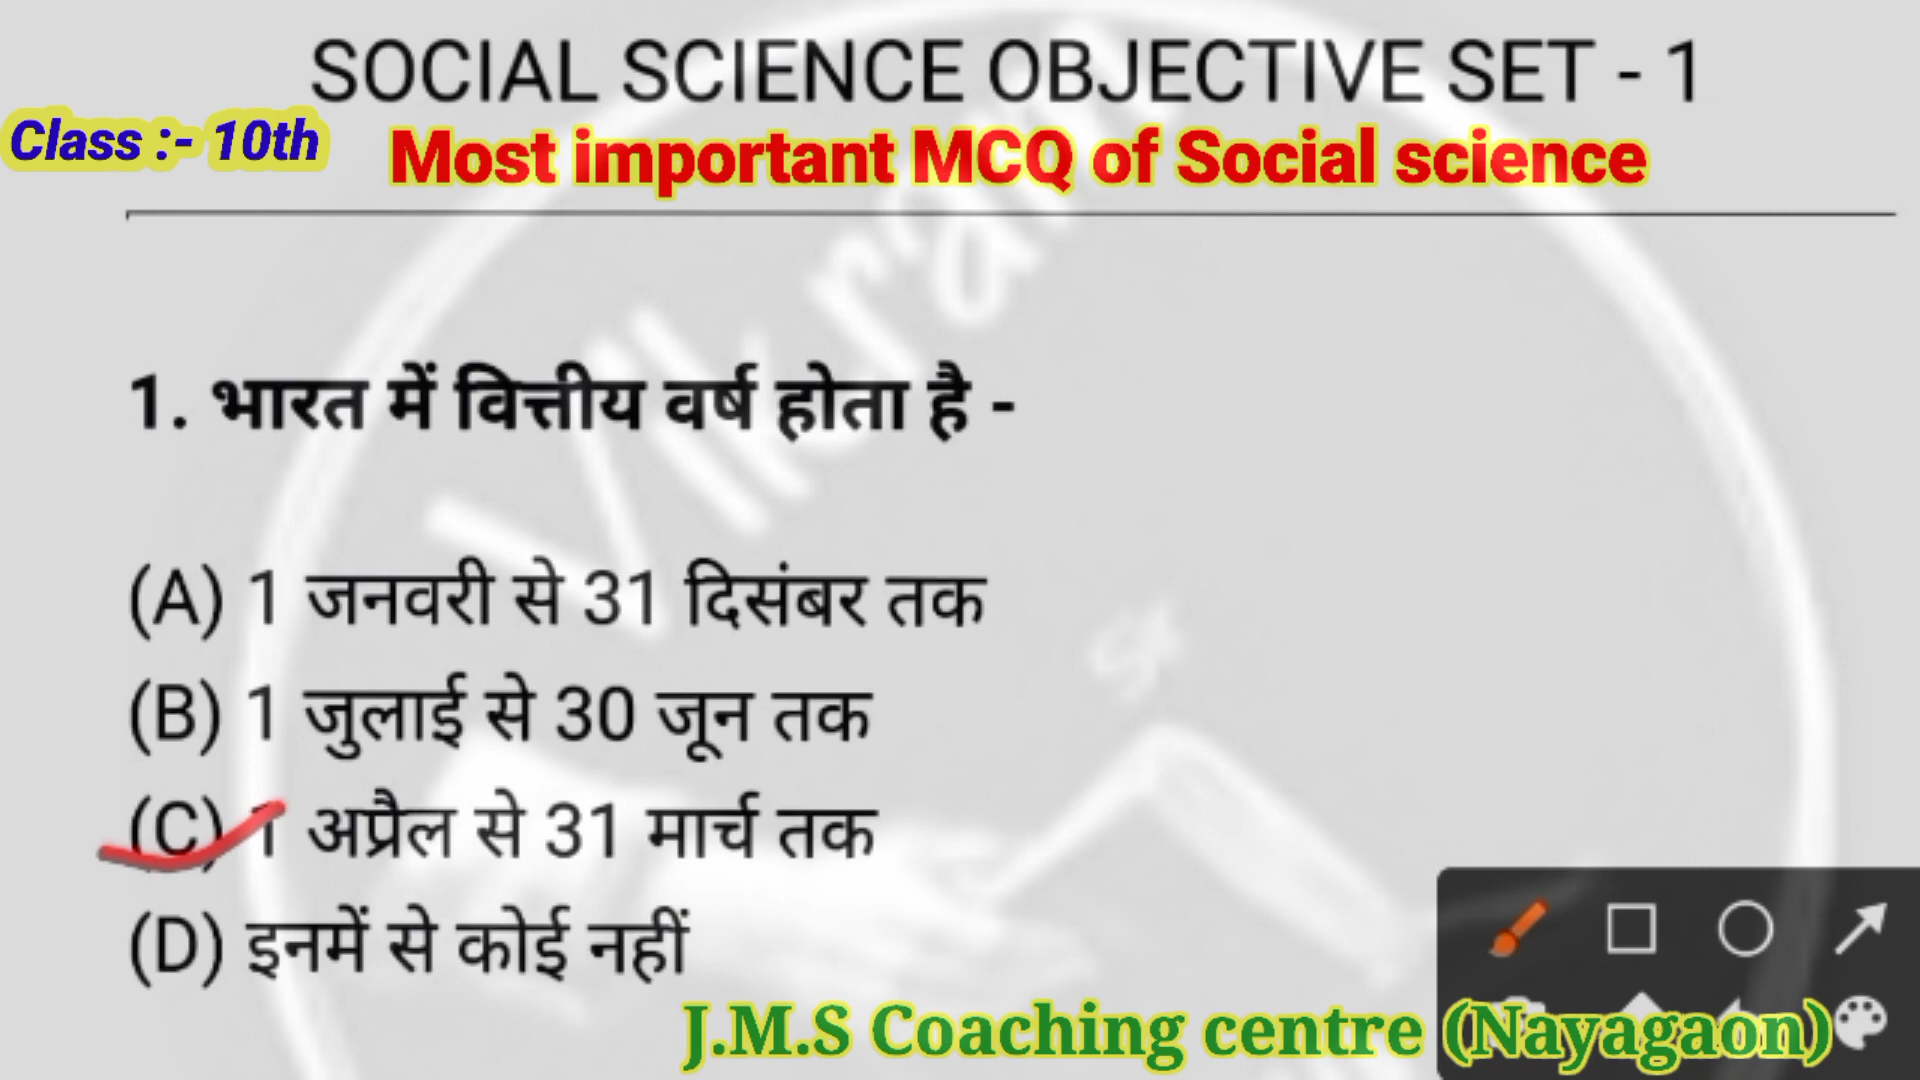 SOCIAL SCIENCE OBJECTIVE SET - 1
Class :- 10th
Most important MCQ of Social science
1. भारत में वित्तीय वर्ष होता है -
(A) 1 जनवरी से 31 दिसंबर तक
(B) 1 जुलाई से 30 जून तक
(C) 1 अप्रैल से 31 मार्च तक
(D) इनमें से कोई नहीं
J.M.S Coaching centre (Nayagaon)